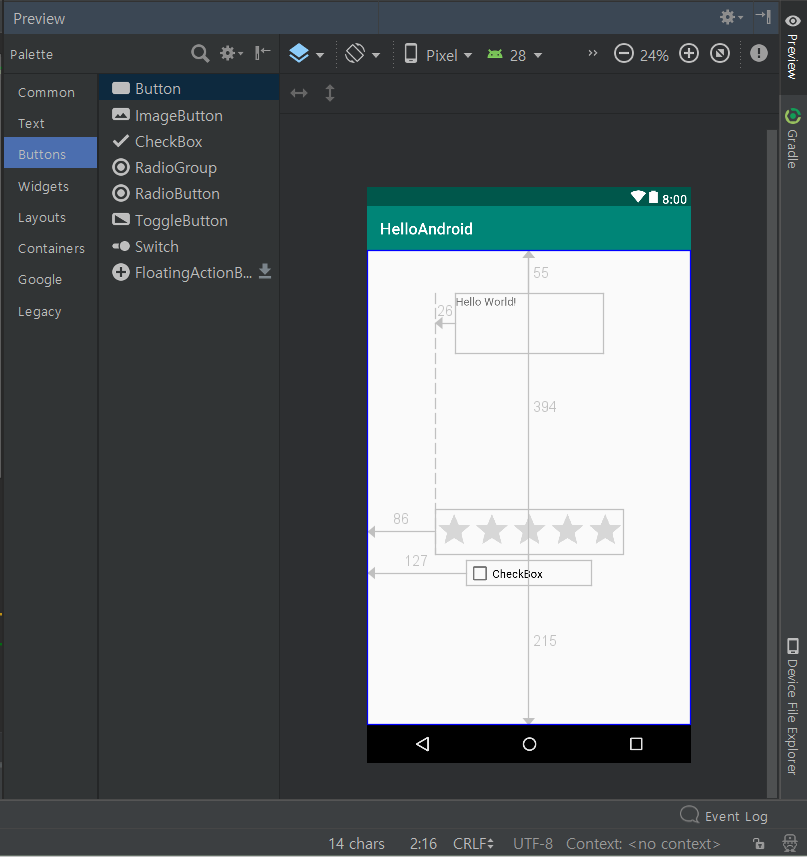 Preview
Palette
Pixel
28
24%
Common
Text
Buttons
Widgets
Layouts
Containers
Google
Legacy
Button
ImageButton
CheckBox
RadioGroup
RadioButton
ToggleButton
Switch
FloatingActionB...
8:00
HelloAndroid
55
Hello World!
26
394
86
127
CheckBox
215
Preview
Gradle
Device File Explorer
Event Log
14 chars
2:16
CRLF
UTF-8
Context: <no context>